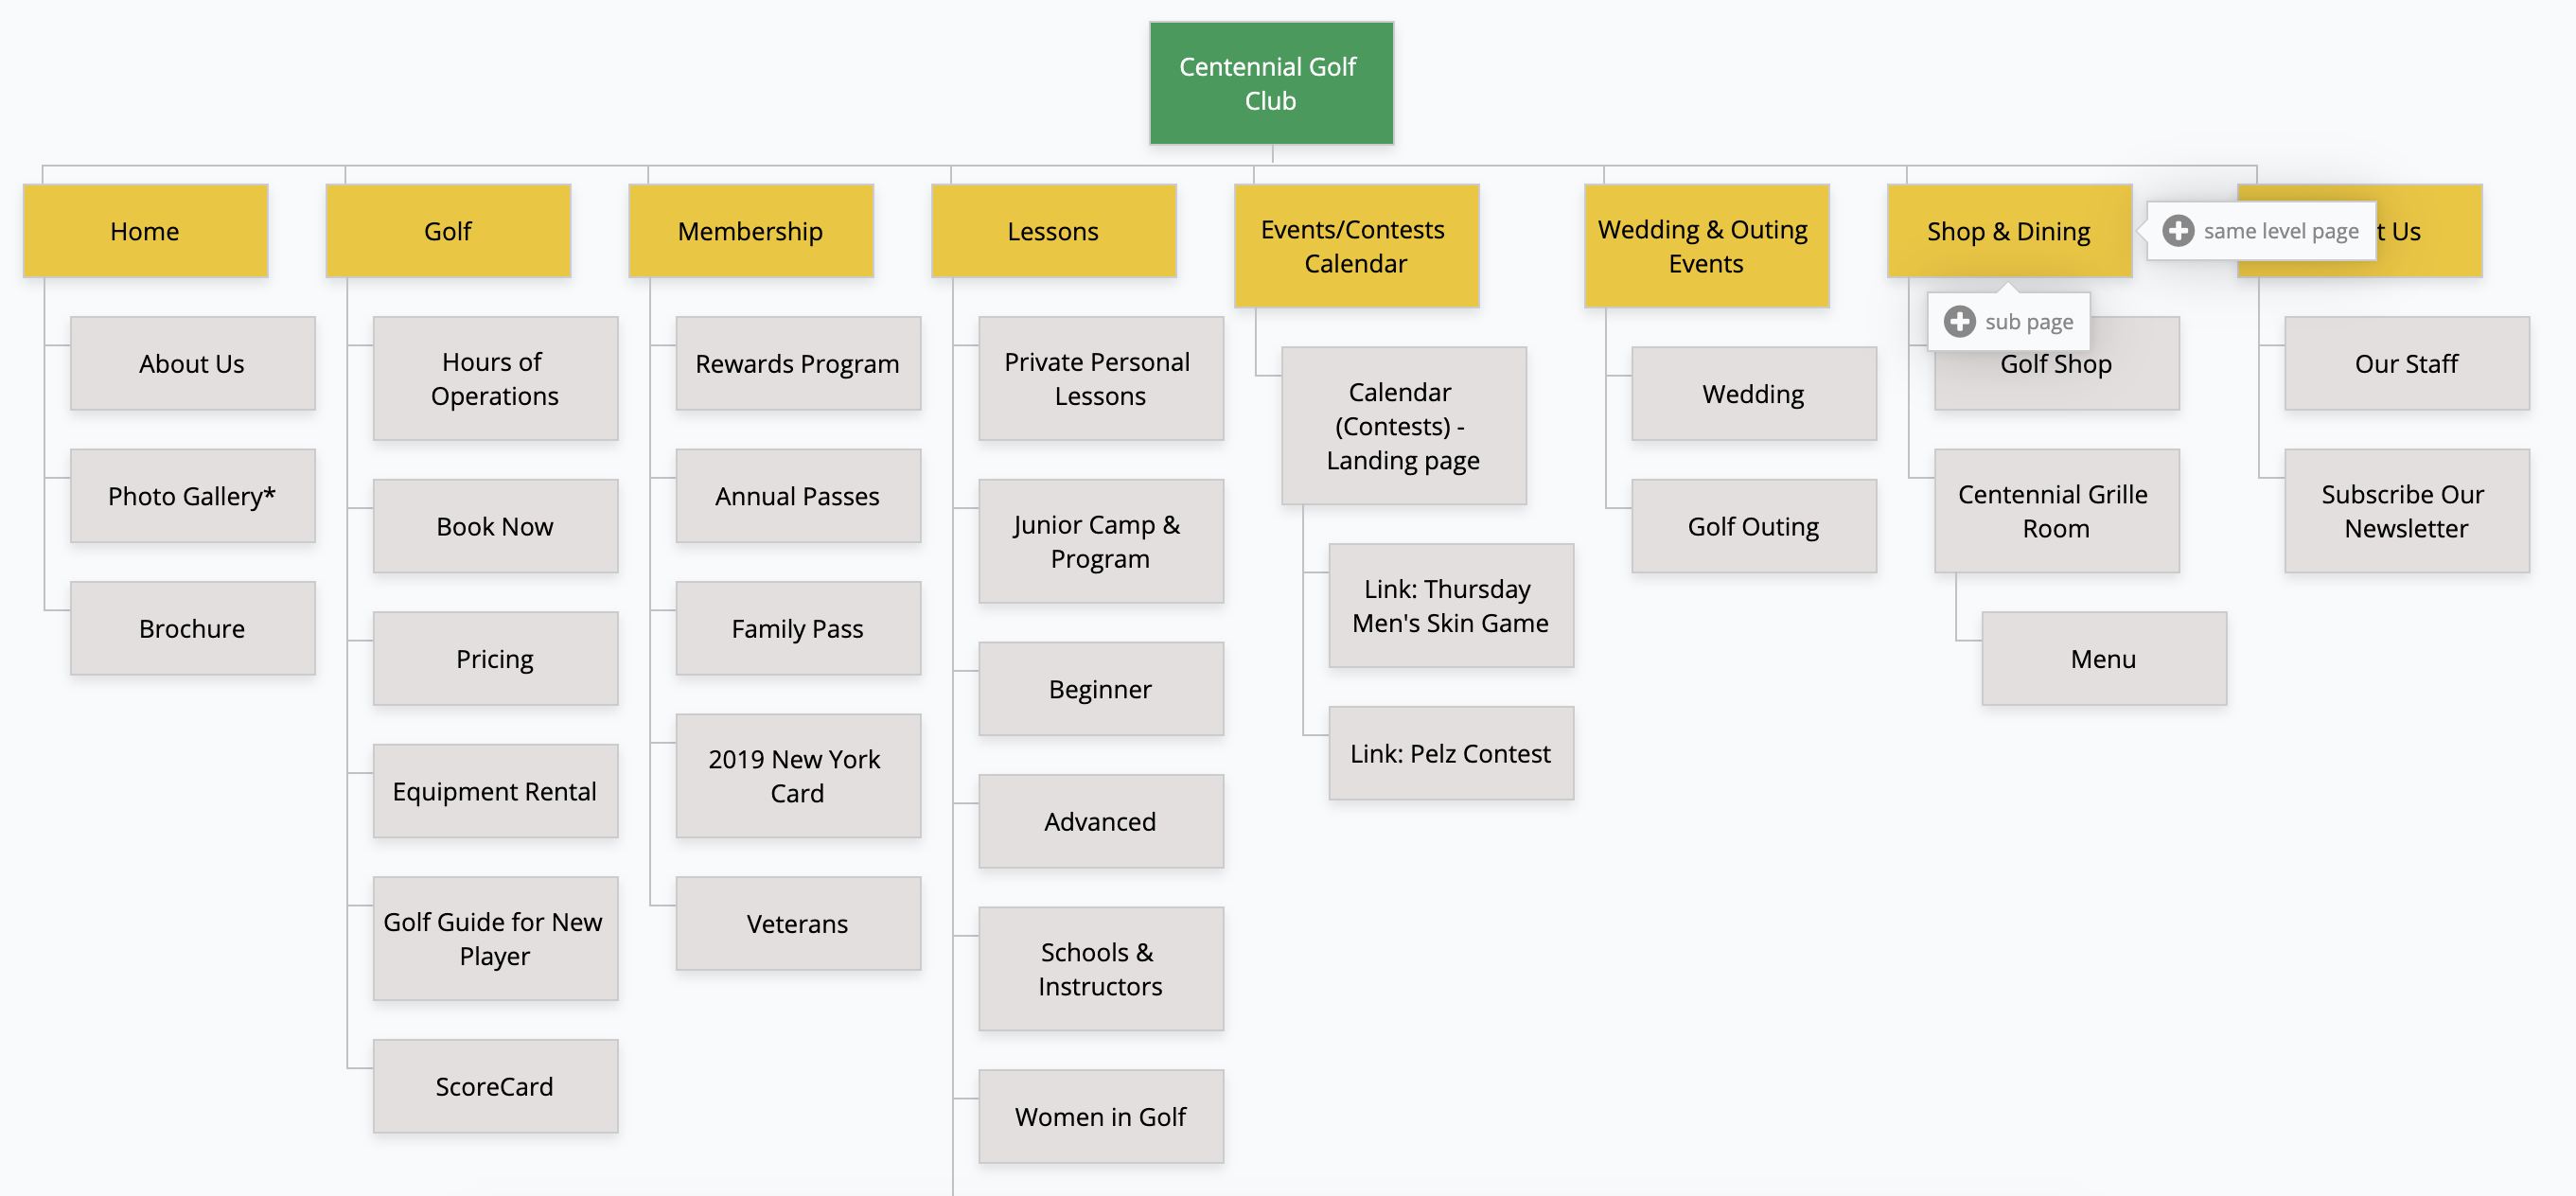 Centennial Golf
Club
Home
About Us
Photo Gallery*
Brochure
Golf
Hours of
Operations
Book Now
Pricing
Equipment Rental
Golf Guide for New
Player
ScoreCard
Membership
Rewards Program
Annual Passes
Family Pass
2019 New York
Card
Veterans
Lessons
Private Personal
Lessons
Junior Camp &
Program
Beginner
Advanced
Schools &
Instructors
Women in Golf
Events/Contests
Calendar
Calendar
(Contests) -
Landing page
Link: Thursday
Men's Skin Game
Link: Pelz Contest
Wedding & Outing
Events
Wedding
Golf Outing
Shop & Dining
same level page
sub page
Golf Shop
Centennial Grille
Room
Menu
t Us
Our Staff
Subscribe Our
Newsletter